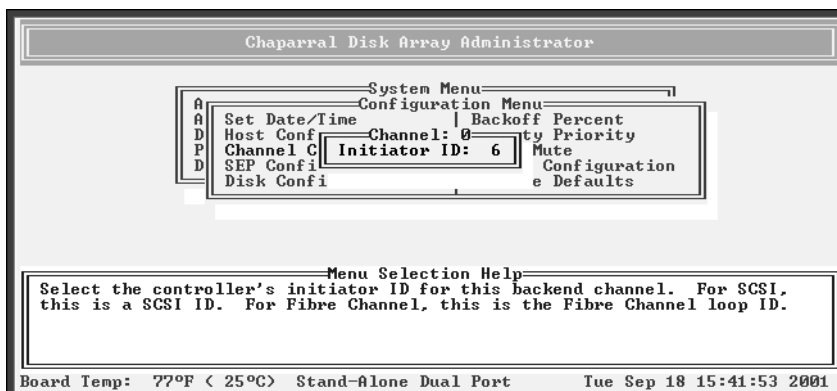 Chaparral Disk Array Administrator
System Menu
A
Configuration Menu
A
Set Date/Time | Backoff Percent
D
Host Conf
Channel: 0
ty Priority
P
Channel C
Initiator ID: 6
Mute
D
SEP Confi
Configuration
Disk Confi
e Defaults
Menu Selection Help
Select the controller's initiator ID for this backend channel. For SCSI,
this is a SCSI ID. For Fibre Channel, this is the Fibre Channel loop ID.
Board Temp: 77ºF ( 25ºC) Stand-Alone Dual Port Tue Sep 18 15:41:53 2001